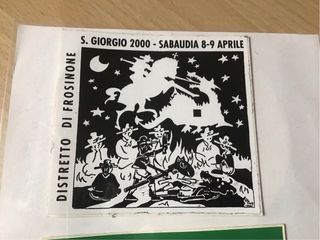 S. GIORGIO 2000 - SABAUDIA 8-9 APRILE
DISTRETTO DI FROSINONE